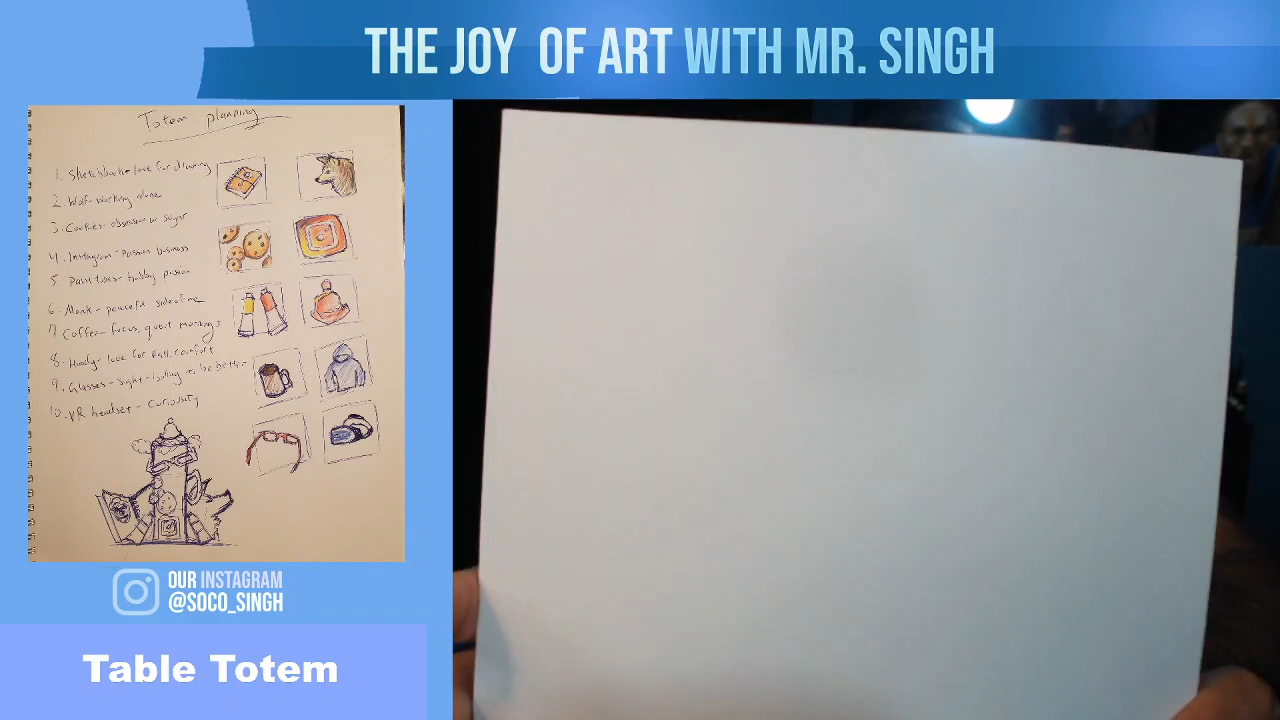 THE JOY OF ART WITH MR. SINGH
Totem planning
1. Sketchbook - love for drawing
2. Wolf - working alone
3. Cookies - obsession w sugar
4. Instagram - passion business
5. Paint tubes - hobby passion
6. Monk - peaceful side of me
7. Coffee - focus, quiet mornings
8. Hoody - love for fall, comfort
9. Glasses - sight - looking to be better
10. VR headset - curiosity
OUR INSTAGRAM
@SOCO_SINGH
Table Totem